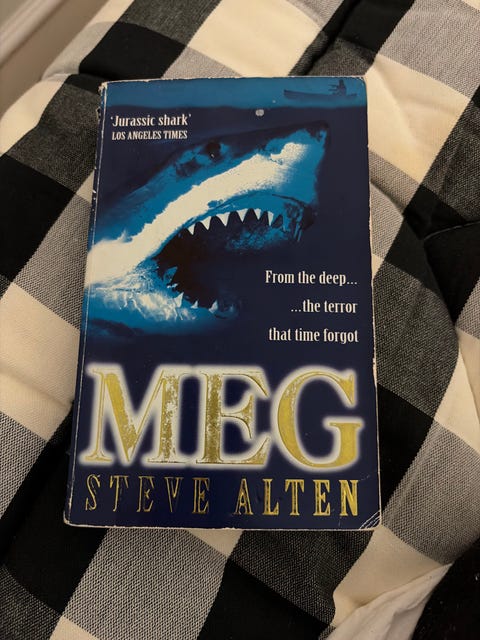 'Jurassic shark'
LOS ANGELES TIMES
From the deep...
...the terror
that time forgot
MEG
STEVE ALTEN